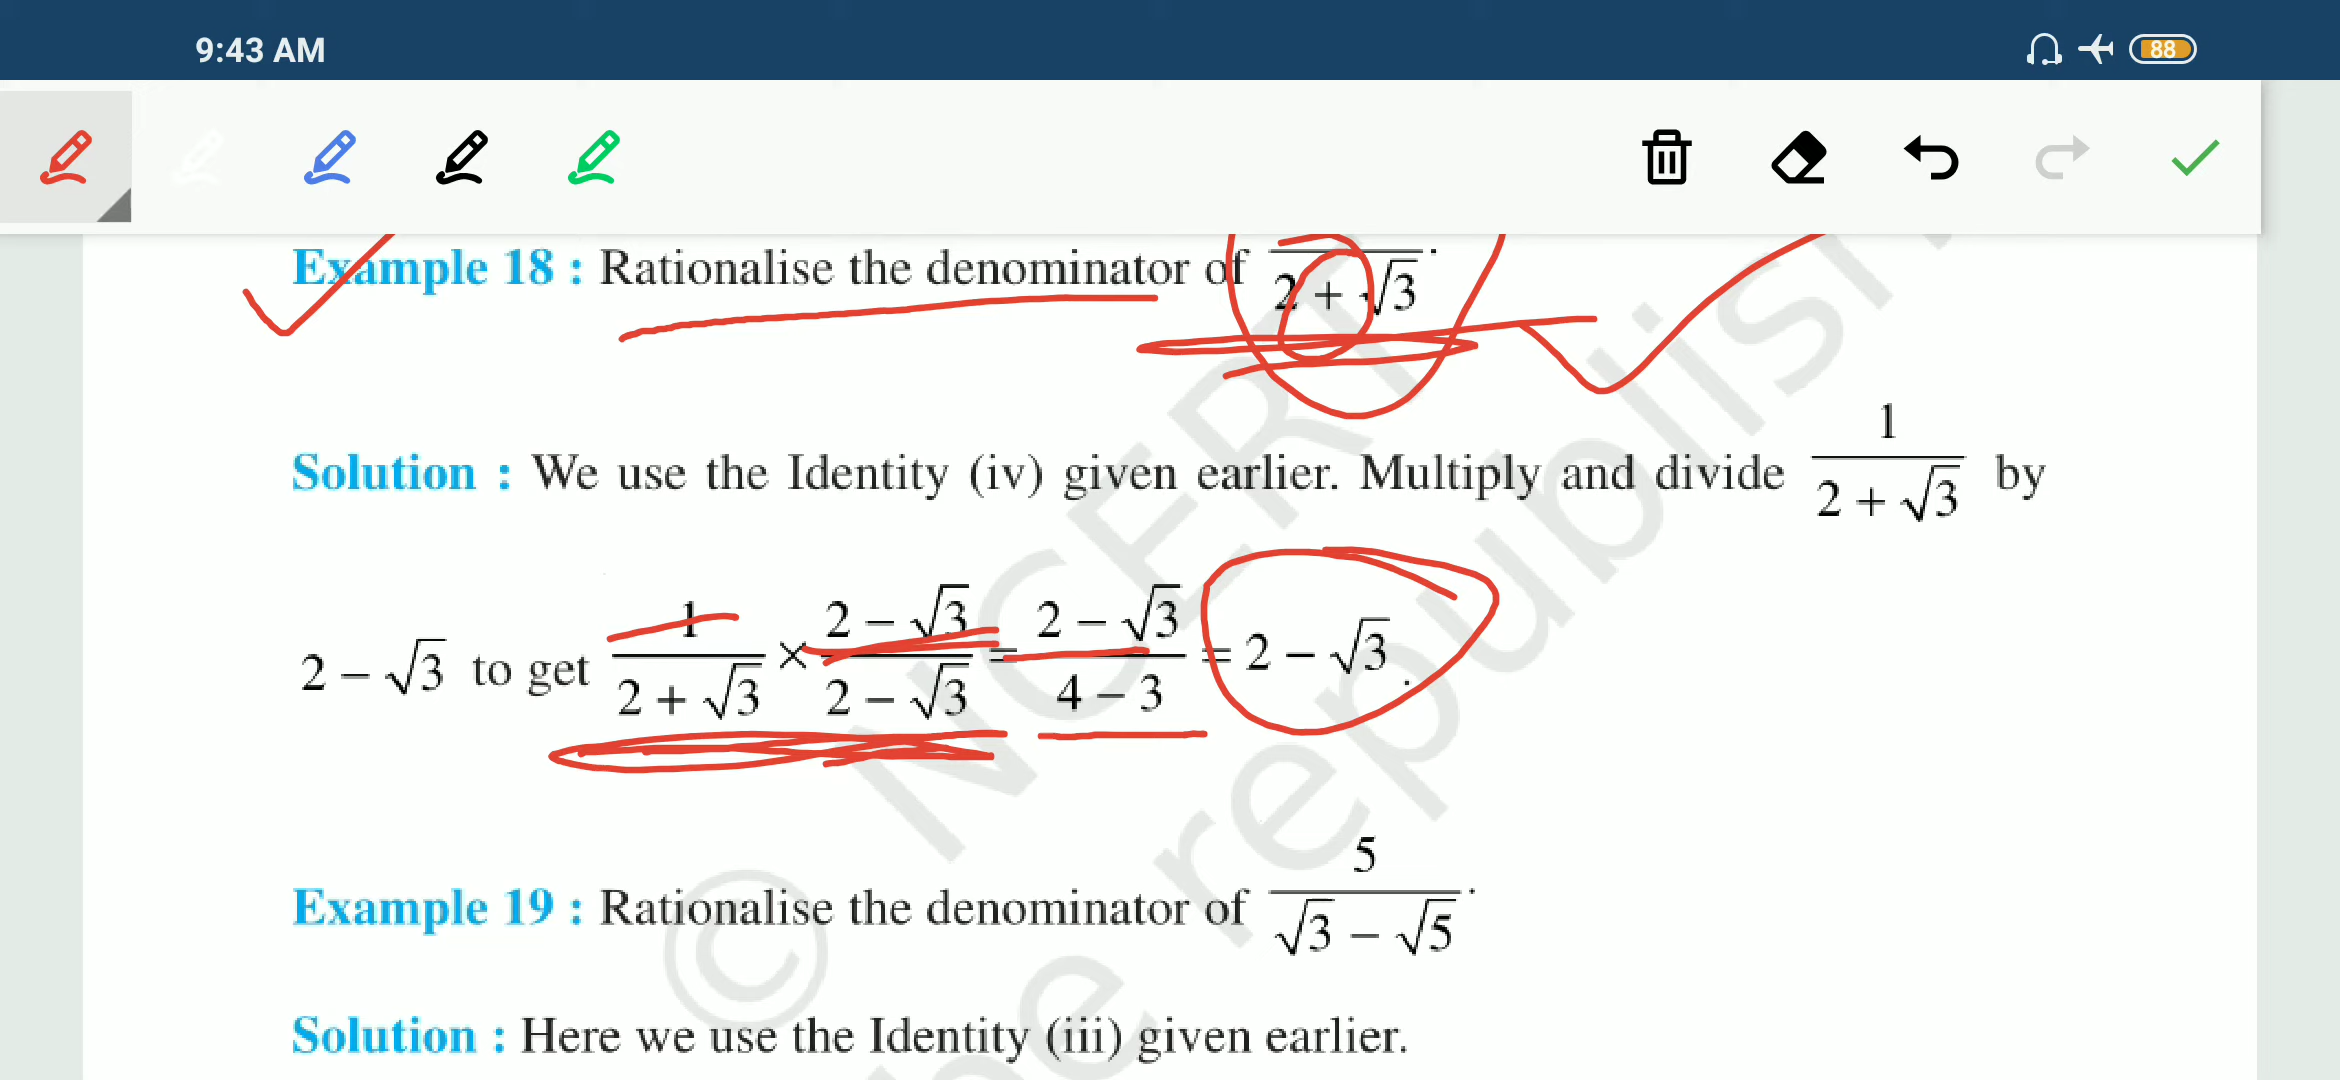 9:43 AM
88
Example 18 : Rationalise the denominator of 2 + √3 .
Solution : We use the Identity (iv) given earlier. Multiply and divide 1/(2 + √3) by
2 – √3 to get 1/(2 + √3) × (2 – √3)/(2 – √3) = (2 – √3)/(4 – 3) = 2 – √3 .
Example 19 : Rationalise the denominator of 5/(√3 – √5) .
Solution : Here we use the Identity (iii) given earlier.
© NCERT
be republish